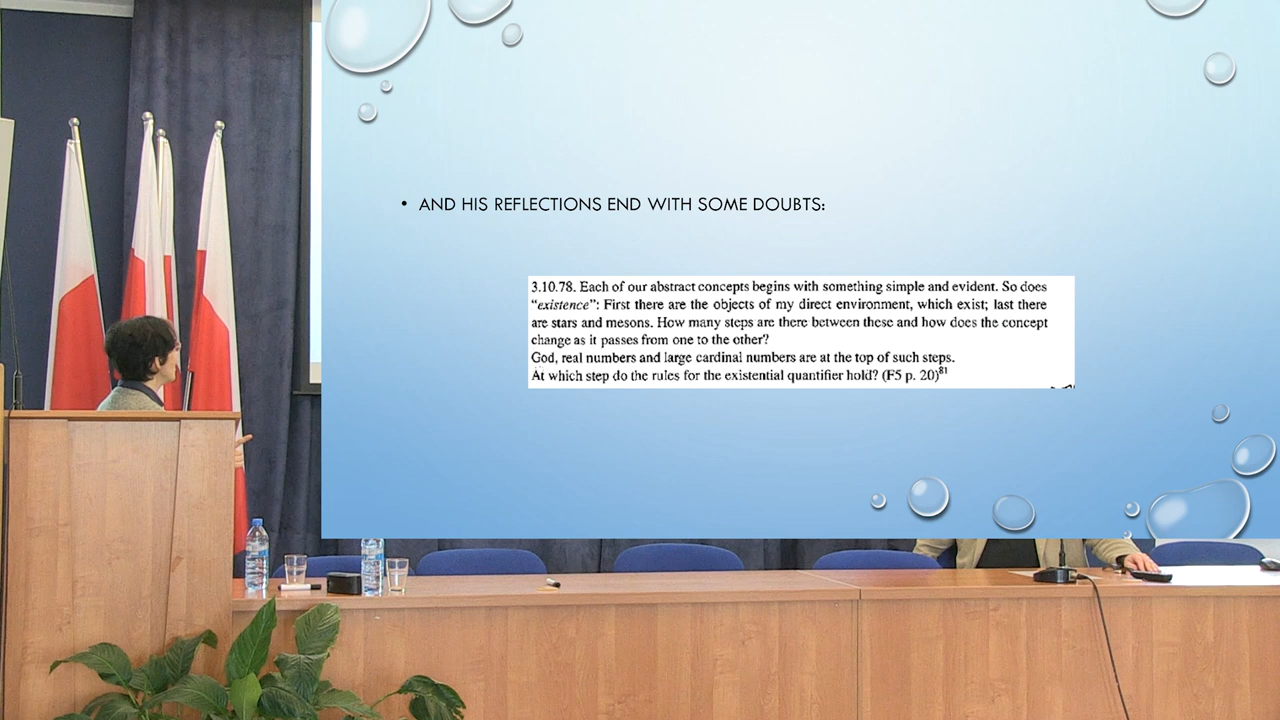 • AND HIS REFLECTIONS END WITH SOME DOUBTS:
3.10.78. Each of our abstract concepts begins with something simple and evident. So does
“existence”: First there are the objects of my direct environment, which exist; last there
are stars and mesons. How many steps are there between these and how does the concept
change as it passes from one to the other?
God, real numbers and large cardinal numbers are at the top of such steps.
At which step do the rules for the existential quantifier hold? (F5 p. 20)81